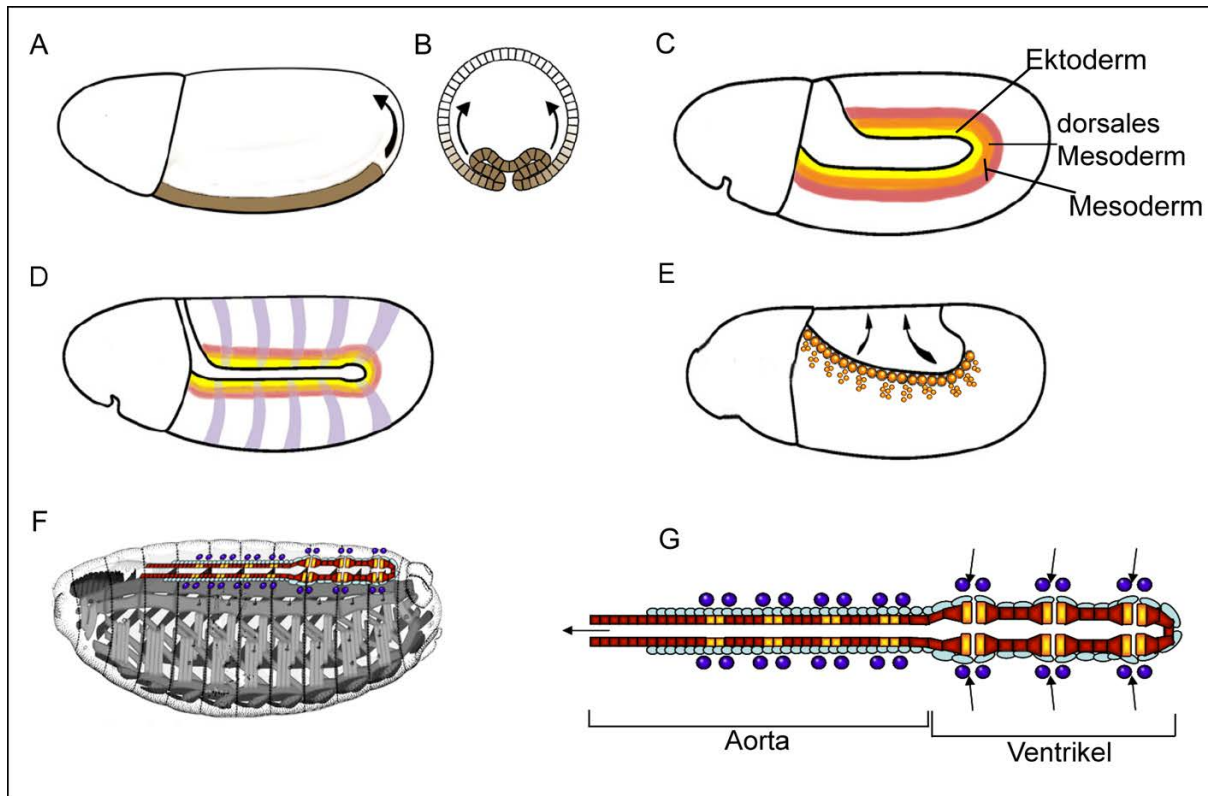 A
B
C
Ektoderm
dorsales
Mesoderm
Mesoderm
D
E
F
G
Aorta
Ventrikel